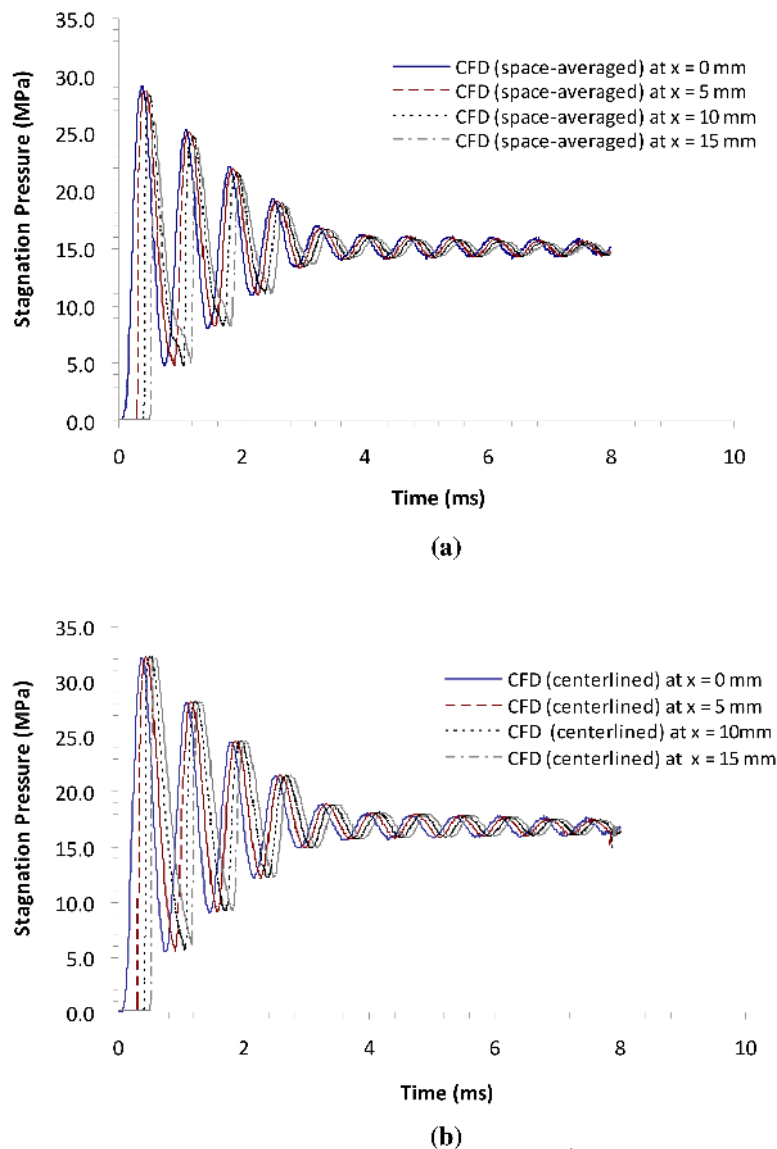 35.0
30.0
25.0
20.0
15.0
10.0
5.0
0.0
Stagnation Pressure (MPa)
CFD (space-averaged) at x = 0 mm
CFD (space-averaged) at x = 5 mm
CFD (space-averaged) at x = 10 mm
CFD (space-averaged) at x = 15 mm
0 2 4 6 8 10
Time (ms)
(a)
35.0
30.0
25.0
20.0
15.0
10.0
5.0
0.0
Stagnation Pressure (MPa)
CFD (centerlined) at x = 0 mm
CFD (centerlined) at x = 5 mm
CFD (centerlined) at x = 10mm
CFD (centerlined) at x = 15 mm
0 2 4 6 8 10
Time (ms)
(b)